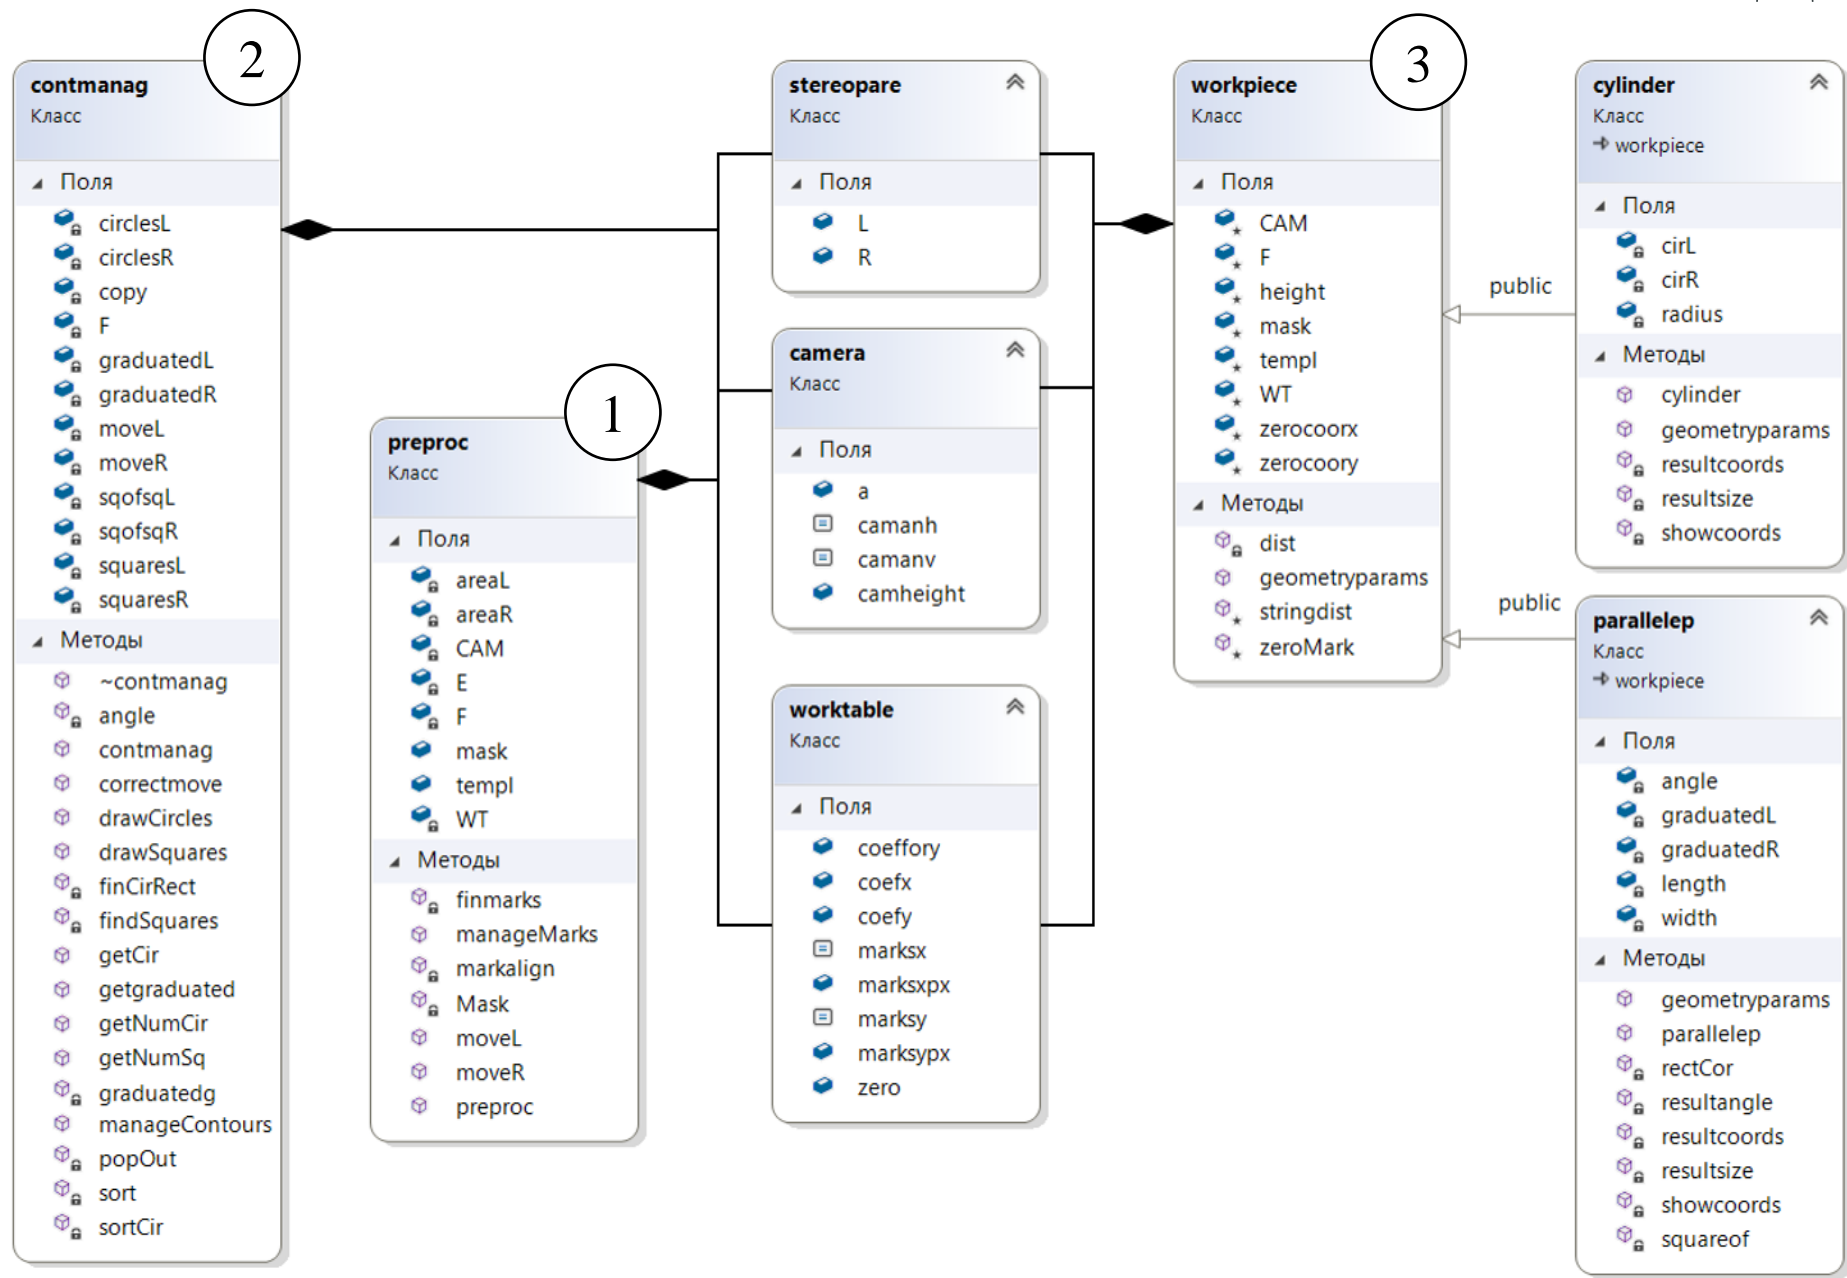 2
contmanag
Класс
Поля
circlesL
circlesR
copy
F
graduatedL
graduatedR
moveL
moveR
sqofsqL
sqofsqR
squaresL
squaresR
Методы
~contmanag
angle
contmanag
correctmove
drawCircles
drawSquares
finCirRect
findSquares
getCir
getgraduated
getNumCir
getNumSq
graduatedg
manageContours
popOut
sort
sortCir
1
preproc
Класс
Поля
areaL
areaR
CAM
E
F
mask
templ
WT
Методы
finmarks
manageMarks
markalign
Mask
moveL
moveR
preproc
stereopare
Класс
Поля
L
R
camera
Класс
Поля
a
camanh
camanv
camheight
worktable
Класс
Поля
coeffory
coefx
coefy
marksx
marksxpx
marksy
marksypx
zero
3
workpiece
Класс
Поля
CAM
F
height
mask
templ
WT
zerocoorx
zerocoory
Методы
dist
geometryparams
stringdist
zeroMark
public
public
cylinder
Класс
workpiece
Поля
cirL
cirR
radius
Методы
cylinder
geometryparams
resultcoords
resultsize
showcoords
parallelep
Класс
workpiece
Поля
angle
graduatedL
graduatedR
length
width
Методы
geometryparams
parallelep
rectCor
resultangle
resultcoords
resultsize
showcoords
squareof